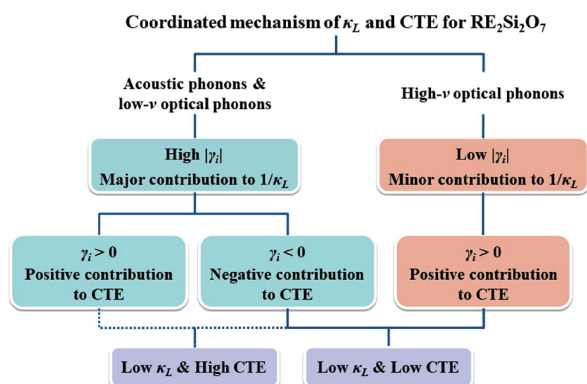 Coordinated mechanism of κL and CTE for RE2Si2O7
Acoustic phonons &
low-ν optical phonons
High-ν optical phonons
High |γi|
Major contribution to 1/κL
Low |γi|
Minor contribution to 1/κL
γi > 0
Positive contribution
to CTE
γi < 0
Negative contribution
to CTE
γi > 0
Positive contribution
to CTE
Low κL & High CTE
Low κL & Low CTE